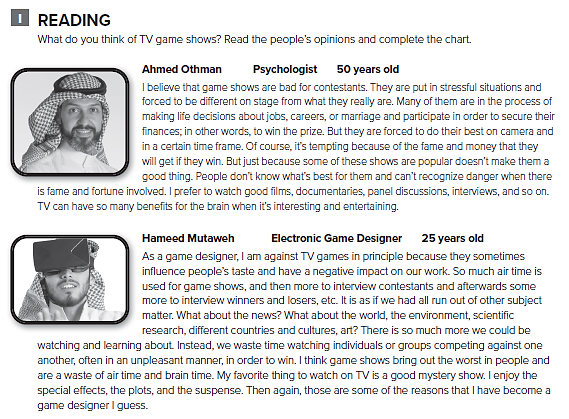 I READING
What do you think of TV game shows? Read the people's opinions and complete the chart.
Ahmed Othman Psychologist 50 years old
I believe that game shows are bad for contestants. They are put in stressful situations and
forced to be different on stage from what they really are. Many of them are in the process of
making life decisions about jobs, careers, or marriage and participate in order to secure their
finances; in other words, to win the prize. But they are forced to do their best on camera and
in a certain time frame. Of course, it's tempting because of the fame and money that they
will get if they win. But just because some of these shows are popular doesn't make them a
good thing. People don't know what's best for them and can't recognize danger when there
is fame and fortune involved. I prefer to watch good films, documentaries, panel discussions, interviews, and so on.
TV can have so many benefits for the brain when it's interesting and entertaining.
Hameed Mutaweh Electronic Game Designer 25 years old
As a game designer, I am against TV games in principle because they sometimes
influence people's taste and have a negative impact on our work. So much air time is
used for game shows, and then more to interview contestants and afterwards some
more to interview winners and losers, etc. It is as if we had all run out of other subject
matter. What about the news? What about the world, the environment, scientific
research, different countries and cultures, art? There is so much more we could be
watching and learning about. Instead, we waste time watching individuals or groups competing against one
another, often in an unpleasant manner, in order to win. I think game shows bring out the worst in people and
are a waste of air time and brain time. My favorite thing to watch on TV is a good mystery show. I enjoy the
special effects, the plots, and the suspense. Then again, those are some of the reasons that I have become a
game designer I guess.